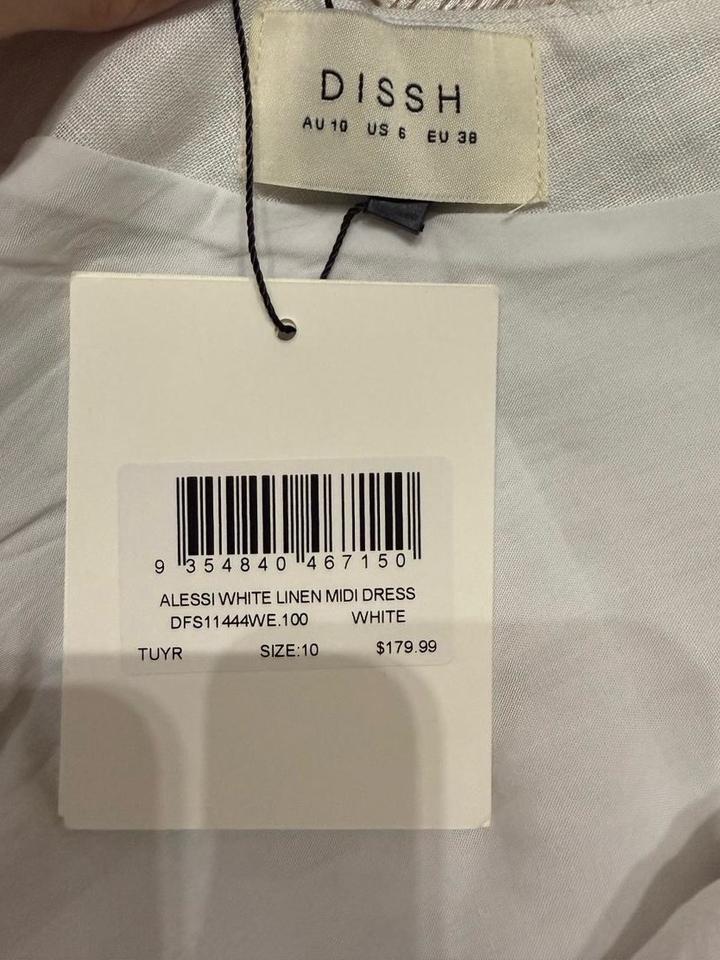 DISSH
AU 10 US 6 EU 38
9 354840 467150
ALESSI WHITE LINEN MIDI DRESS
DFS11444WE.100 WHITE
TUYR SIZE:10 $179.99